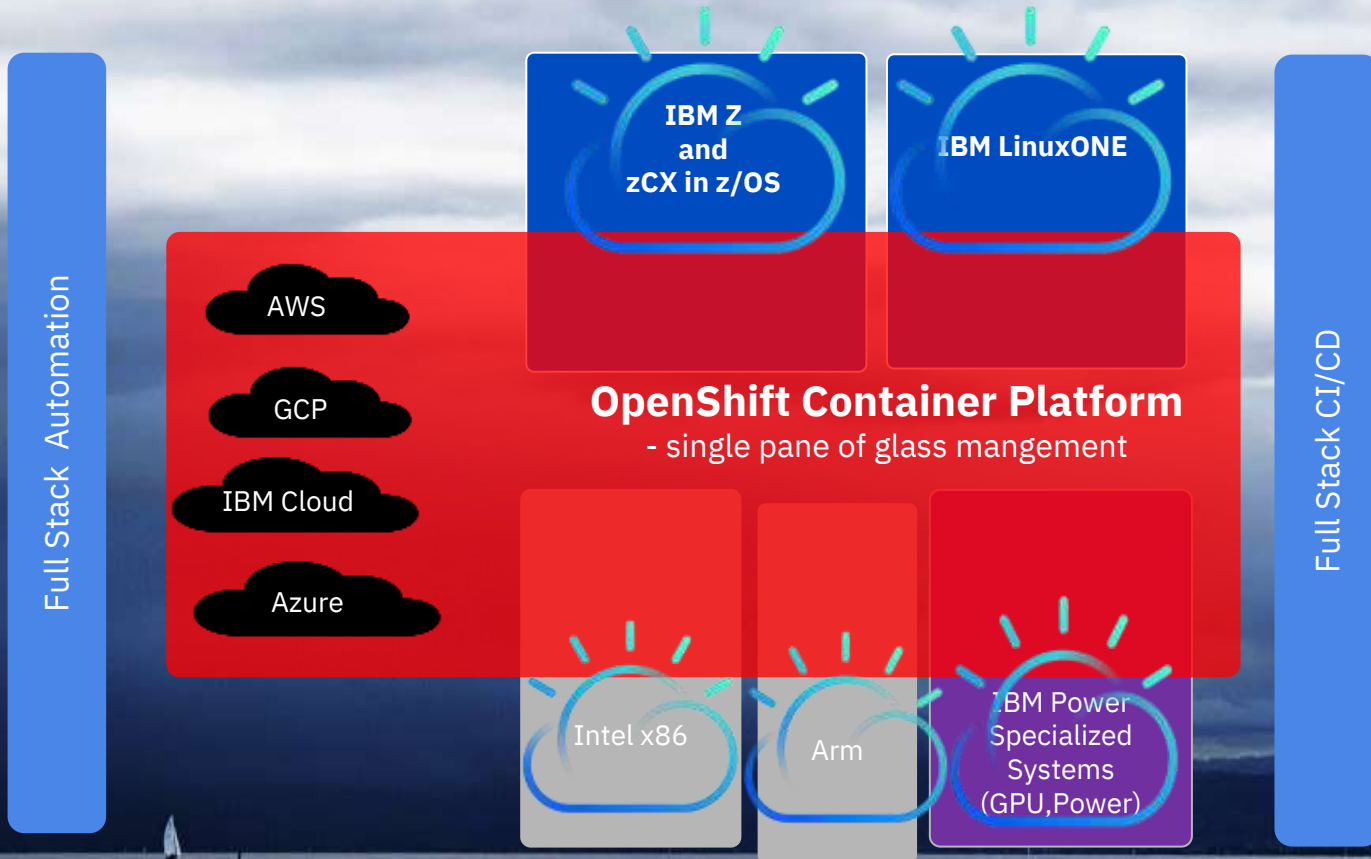 Full Stack  Automation
IBM Z
and
zCX in z/OS
IBM LinuxONE
AWS
GCP
IBM Cloud
Azure
OpenShift Container Platform
- single pane of glass mangement
Intel x86
Arm
IBM Power
Specialized
Systems
(GPU,Power)
Full Stack CI/CD